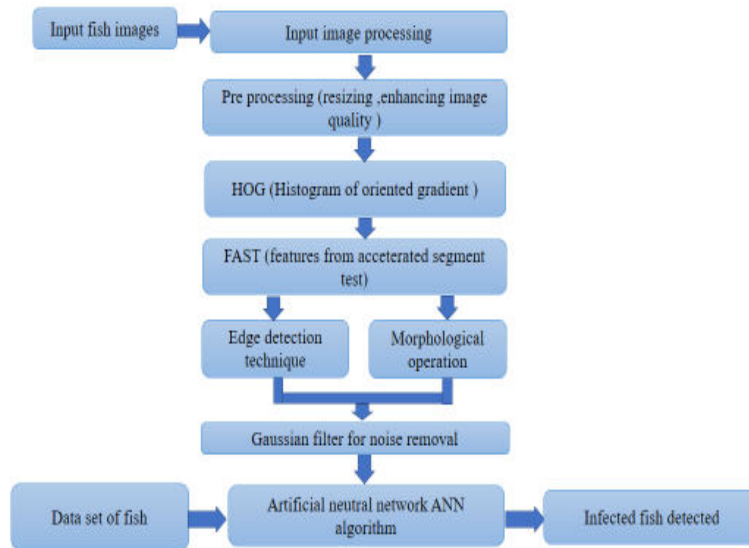 Input fish images
Input image processing
Pre processing (resizing ,enhancing image
quality )
HOG (Histogram of oriented gradient )
FAST (features from acceterated segment
test)
Edge detection
technique
Morphological
operation
Gaussian filter for noise removal
Data set of fish
Artificial neutral network ANN
algorithm
Infected fish detected